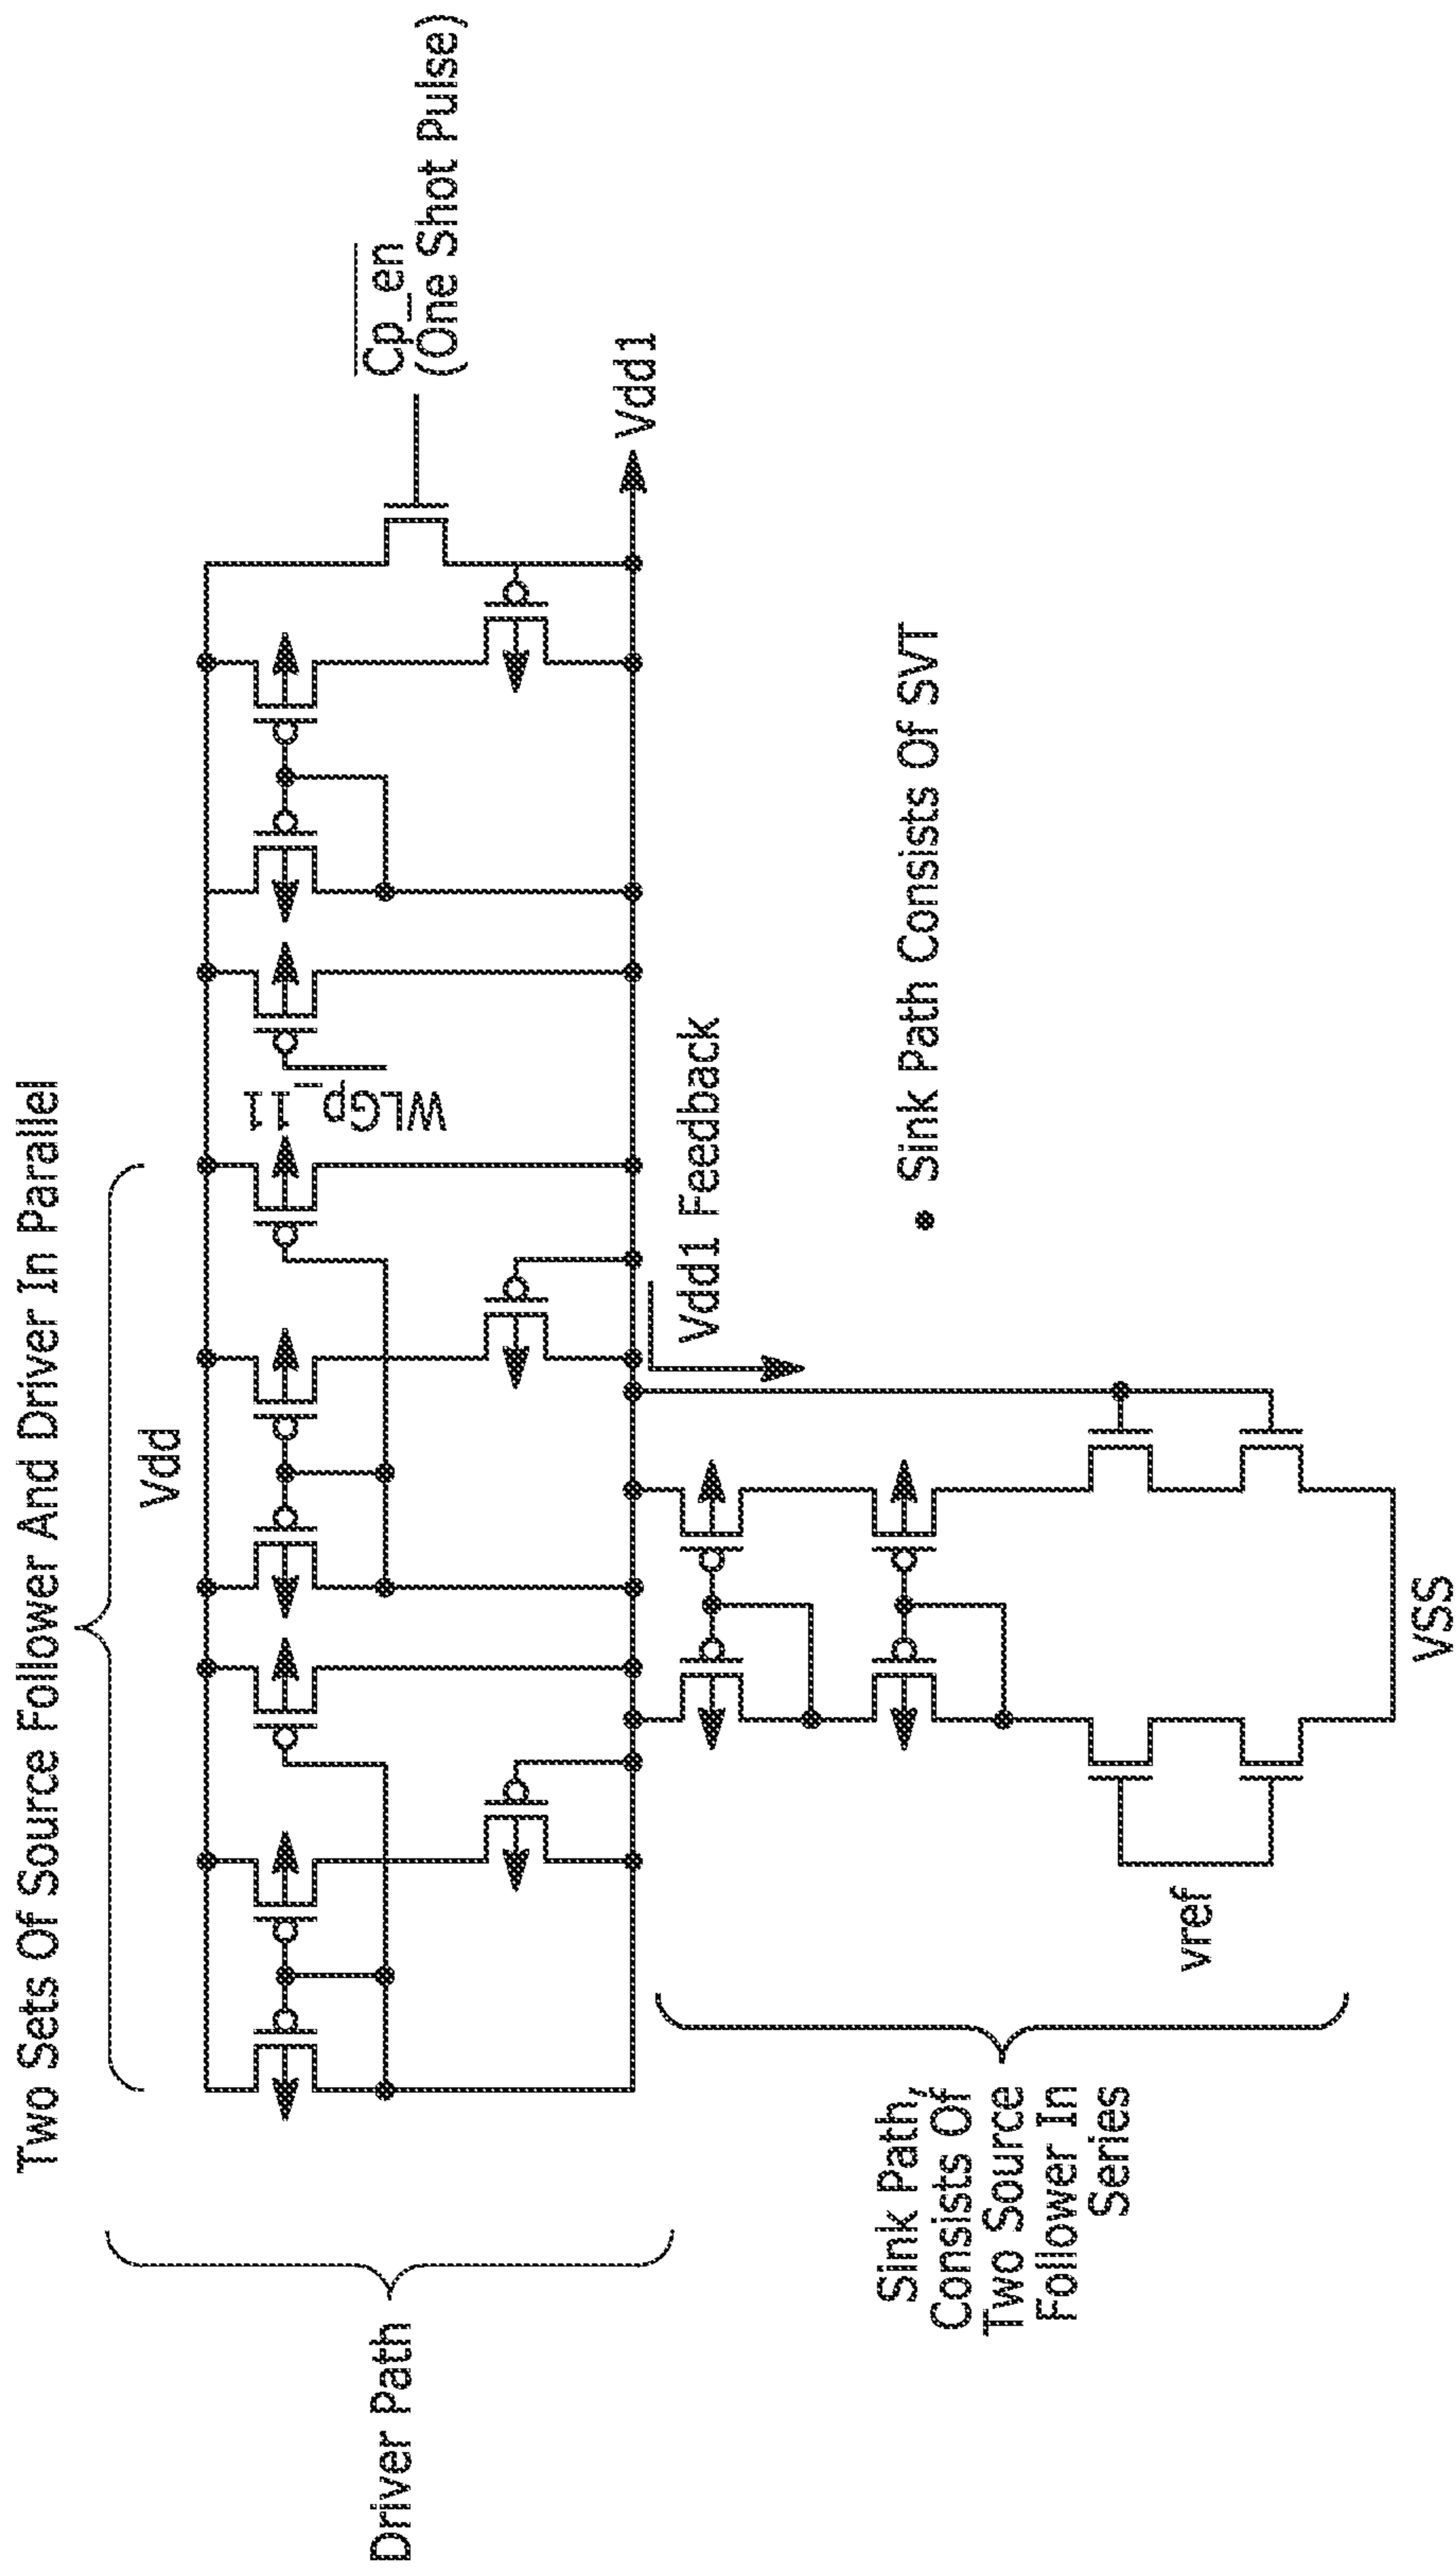 Two Sets Of Source Follower And Driver In Parallel
Vdd
Driver Path
WLGp_11
Cp_en
(One Shot Pulse)
Vdd1
Vdd1 Feedback
Sink Path,
Consists Of
Two Source
Follower In
Series
vref
VSS
• Sink Path Consists Of SVT